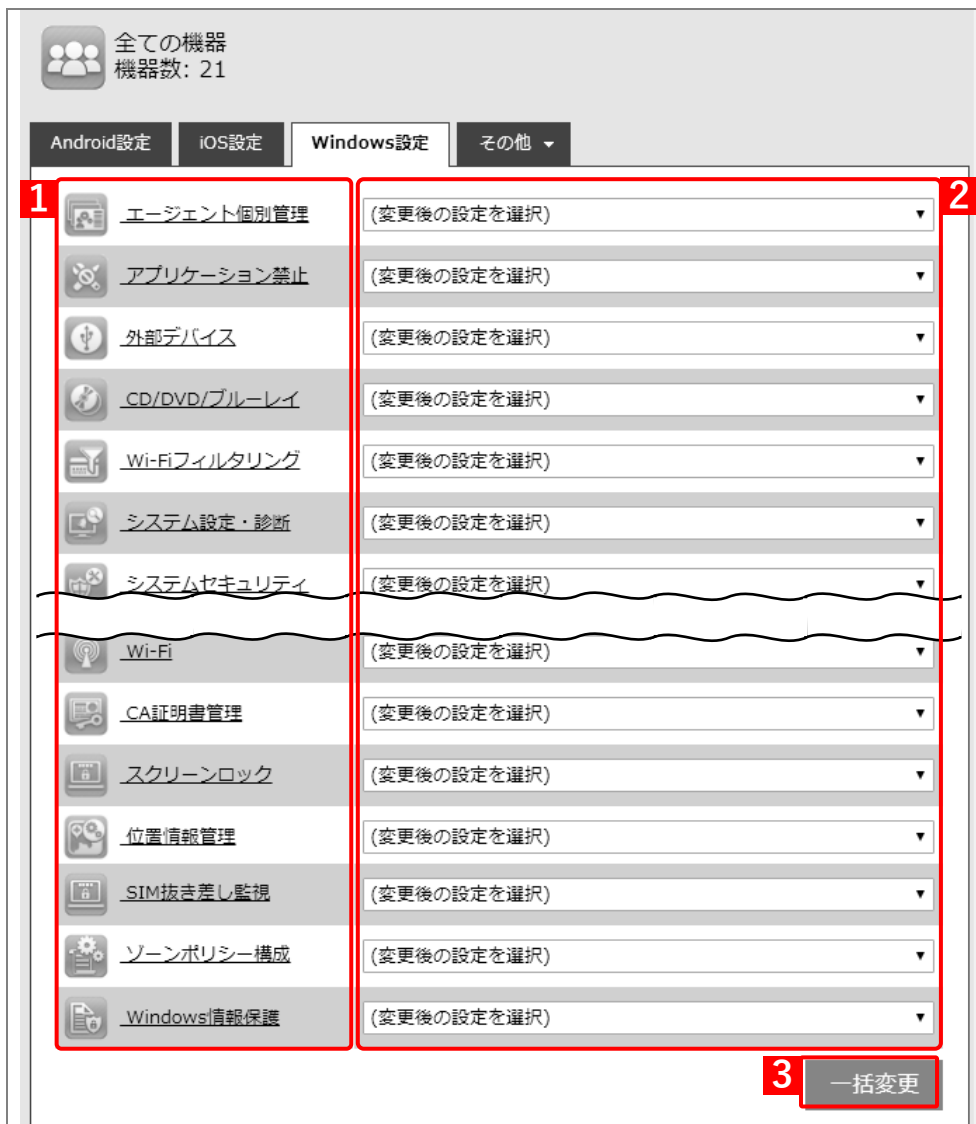 全ての機器
機器数: 21
Android設定 iOS設定 Windows設定 その他 ▼
1 2
エージェント個別管理 (変更後の設定を選択) ▼
アプリケーション禁止 (変更後の設定を選択) ▼
外部デバイス (変更後の設定を選択) ▼
CD/DVD/ブルーレイ (変更後の設定を選択) ▼
Wi-Fiフィルタリング (変更後の設定を選択) ▼
システム設定・診断 (変更後の設定を選択) ▼
システムセキュリティ (変更後の設定を選択) ▼
Wi-Fi (変更後の設定を選択) ▼
CA証明書管理 (変更後の設定を選択) ▼
スクリーンロック (変更後の設定を選択) ▼
位置情報管理 (変更後の設定を選択) ▼
SIM抜き差し監視 (変更後の設定を選択) ▼
ゾーンポリシー構成 (変更後の設定を選択) ▼
Windows情報保護 (変更後の設定を選択) ▼
3 一括変更